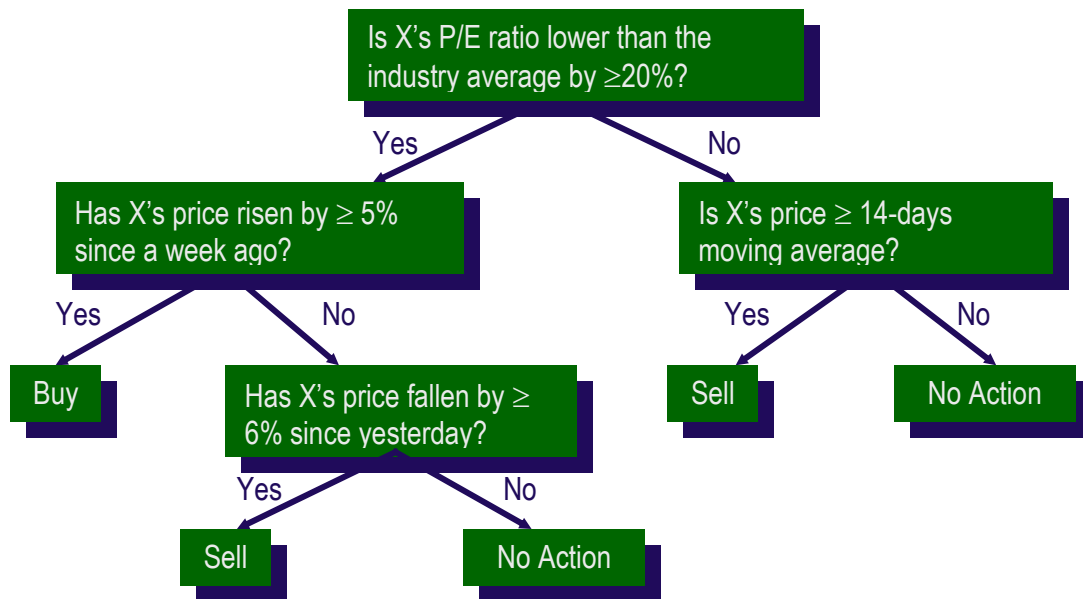 Is X’s P/E ratio lower than the
industry average by ≥20%?
Yes
No
Has X’s price risen by ≥ 5%
since a week ago?
Is X’s price ≥ 14-days
moving average?
Yes
No
Yes
No
Buy
Has X’s price fallen by ≥
6% since yesterday?
Sell
No Action
Yes
No
Sell
No Action